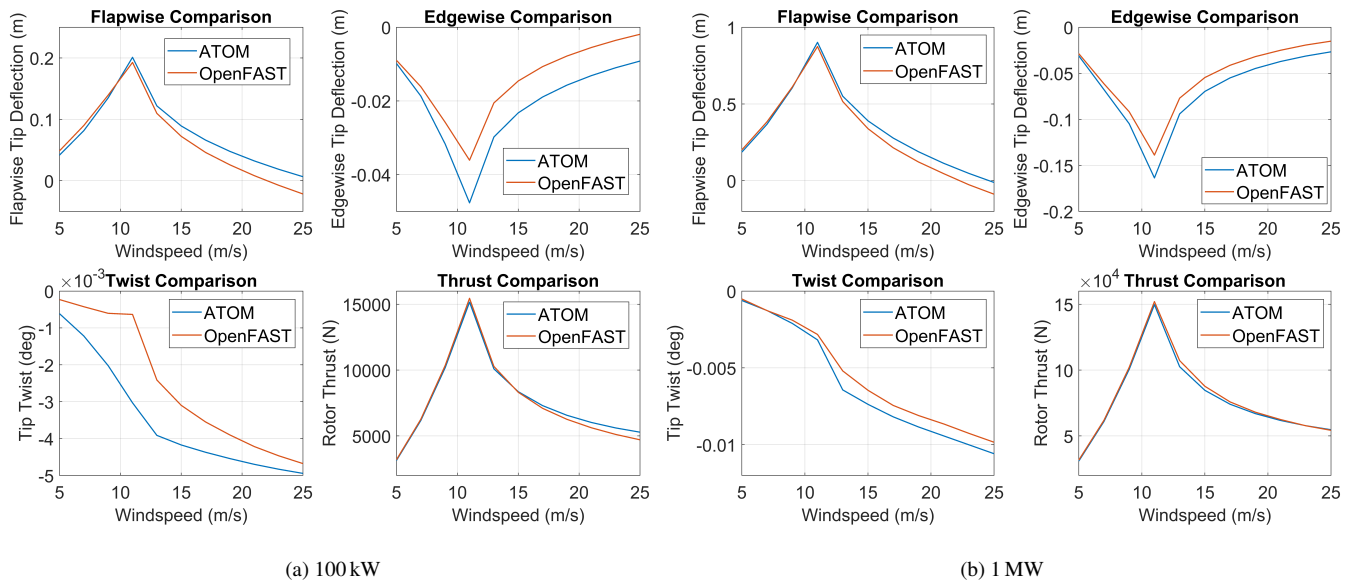 Flapwise Comparison
Flapwise Tip Deflection (m)
0.2
0.1
0
ATOM
OpenFAST
5 10 15 20 25
Windspeed (m/s)
Edgewise Comparison
Edgewise Tip Deflection (m)
0
-0.02
-0.04
ATOM
OpenFAST
5 10 15 20 25
Windspeed (m/s)
×10⁻³ Twist Comparison
Tip Twist (deg)
0
-1
-2
-3
-4
-5
ATOM
OpenFAST
5 10 15 20 25
Windspeed (m/s)
Thrust Comparison
Rotor Thrust (N)
15000
10000
5000
ATOM
OpenFAST
5 10 15 20 25
Windspeed (m/s)
(a) 100 kW
Flapwise Comparison
Flapwise Tip Deflection (m)
1
0.5
0
ATOM
OpenFAST
5 10 15 20 25
Windspeed (m/s)
Edgewise Comparison
Edgewise Tip Deflection (m)
0
-0.05
-0.1
-0.15
-0.2
ATOM
OpenFAST
5 10 15 20 25
Windspeed (m/s)
Twist Comparison
Tip Twist (deg)
0
-0.005
-0.01
ATOM
OpenFAST
5 10 15 20 25
Windspeed (m/s)
×10⁴ Thrust Comparison
Rotor Thrust (N)
15
10
5
ATOM
OpenFAST
5 10 15 20 25
Windspeed (m/s)
(b) 1 MW